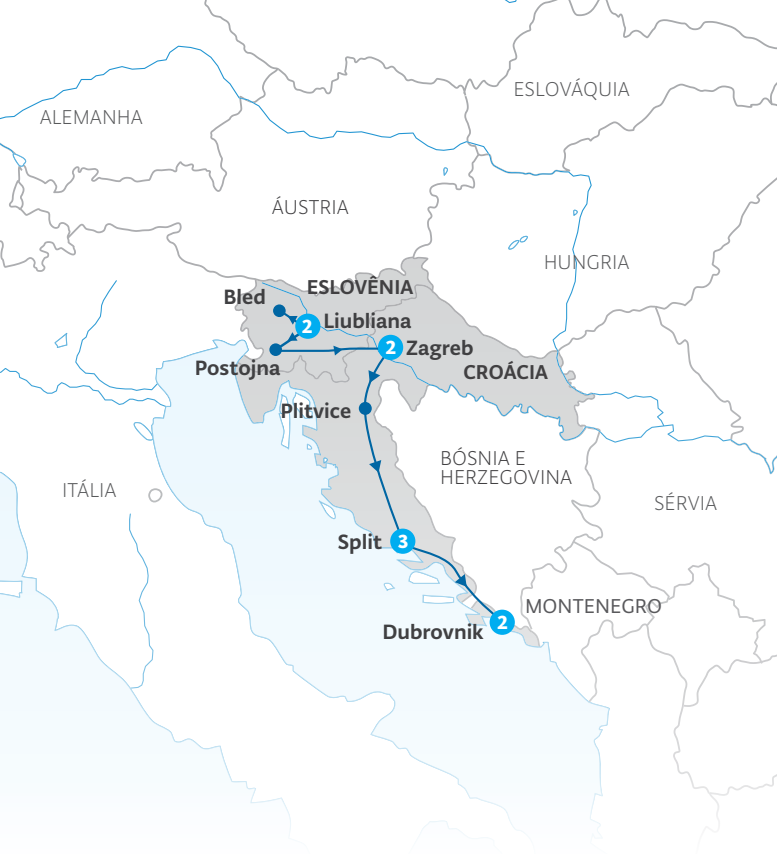 ESLOVÁQUIA
ALEMANHA
ÁUSTRIA
HUNGRIA
ESLOVÊNIA
Bled
2
Liubliana
2
Zagreb
Postojna
CROÁCIA
Plitvice
BÓSNIA E
HERZEGOVINA
ITÁLIA
SÉRVIA
Split
3
MONTENEGRO
2
Dubrovnik